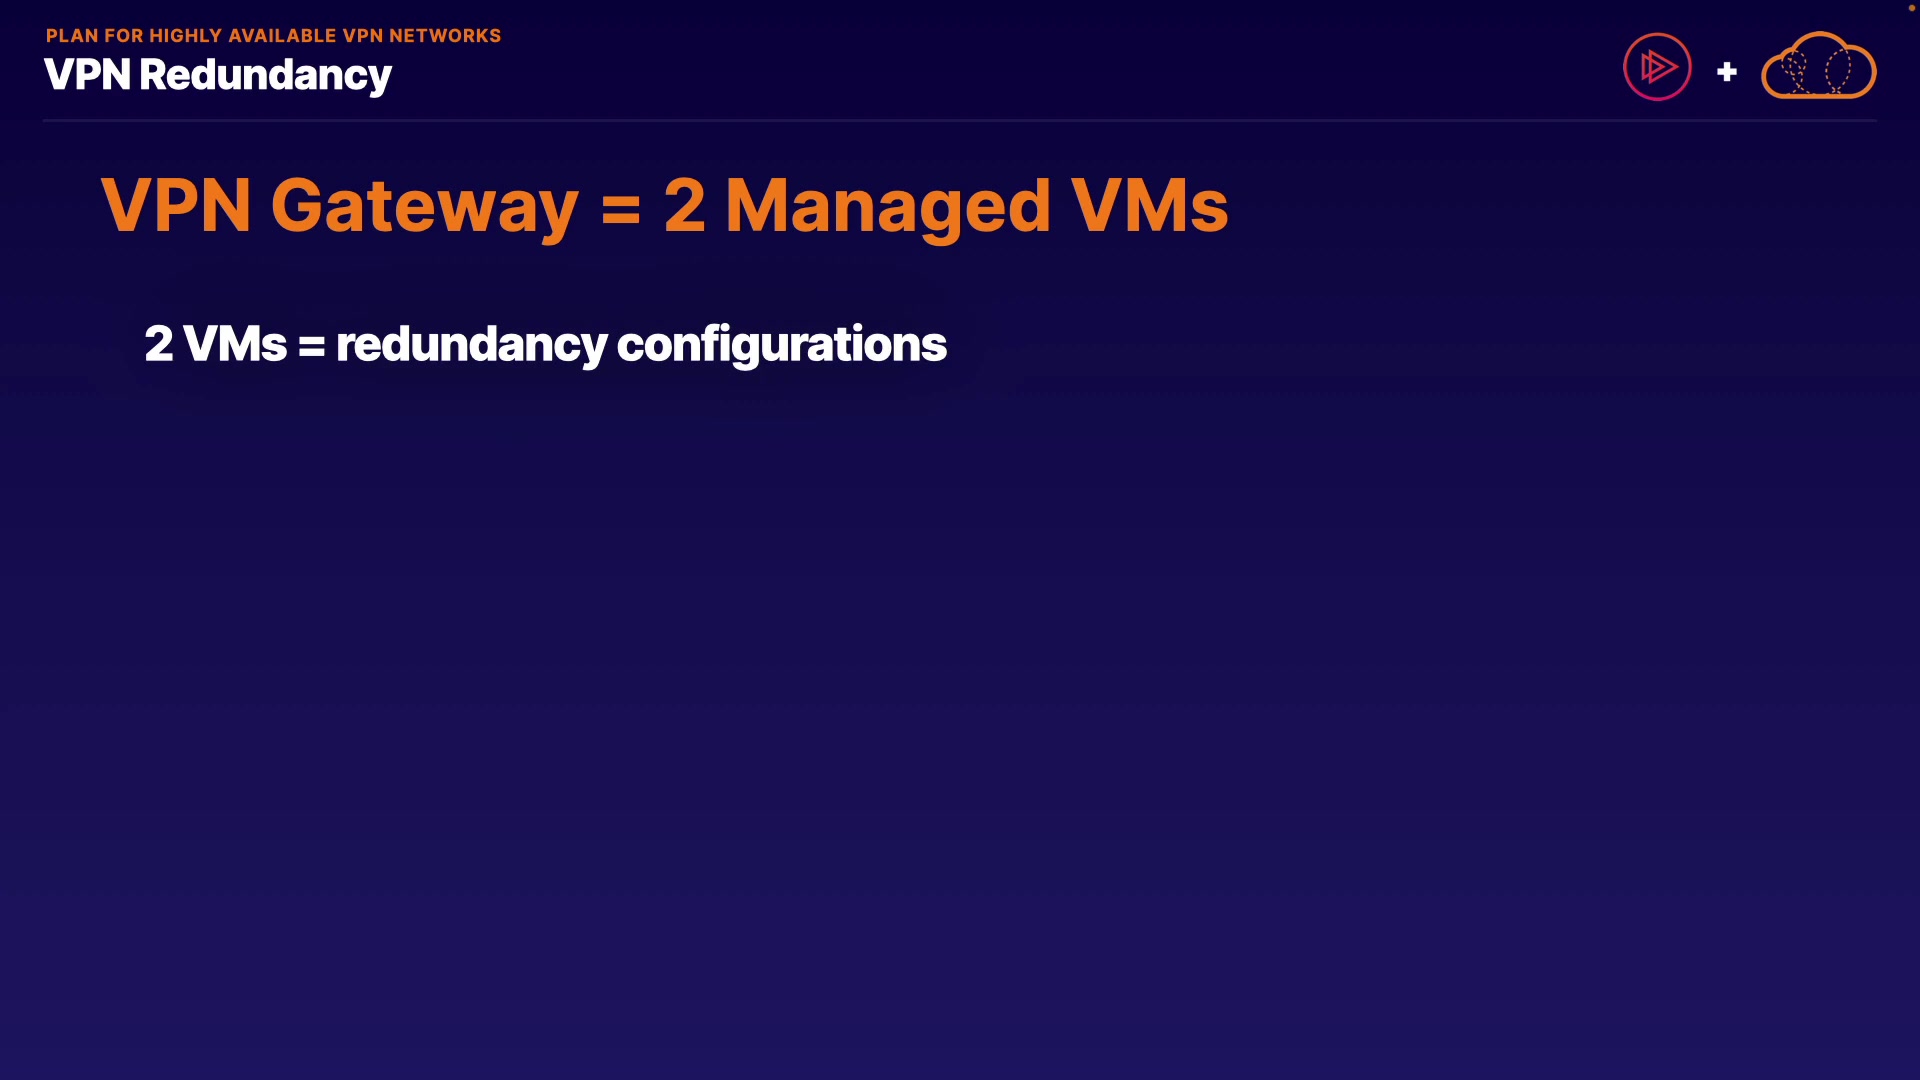 PLAN FOR HIGHLY AVAILABLE VPN NETWORKS
VPN Redundancy
+
VPN Gateway = 2 Managed VMs
2 VMs = redundancy configurations